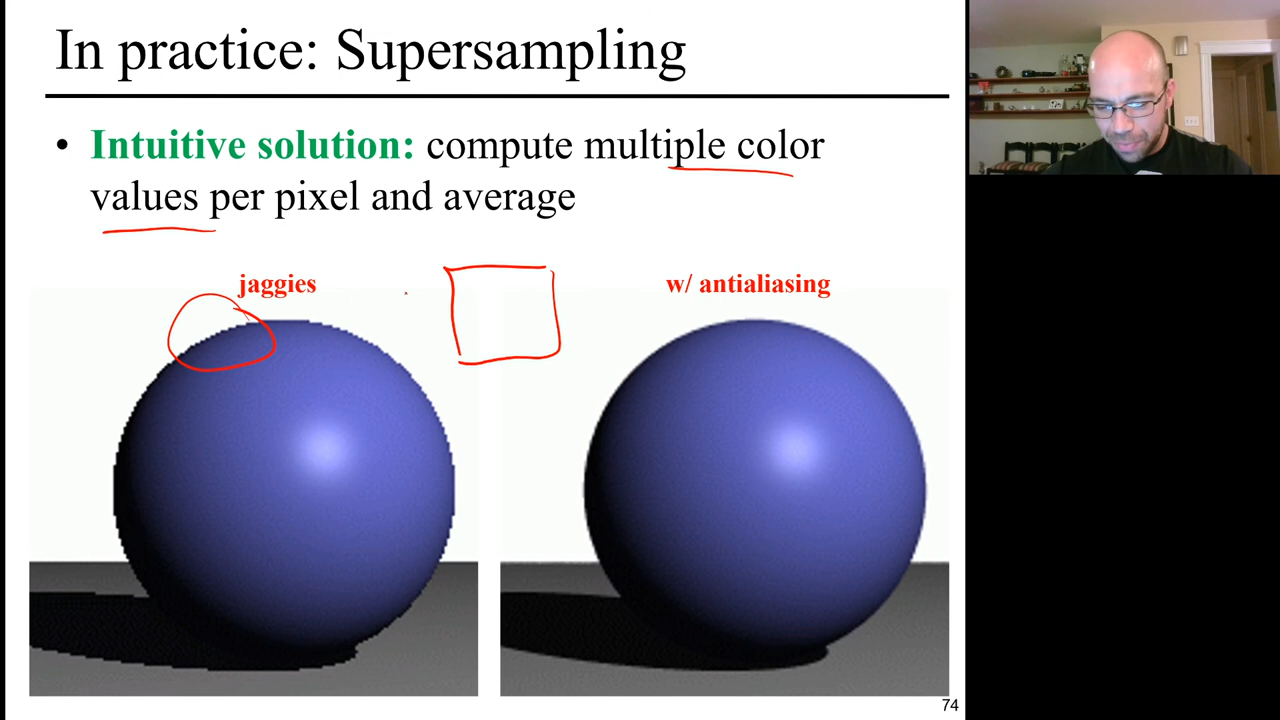 In practice: Supersampling
• Intuitive solution: compute multiple color
values per pixel and average
jaggies
w/ antialiasing
74